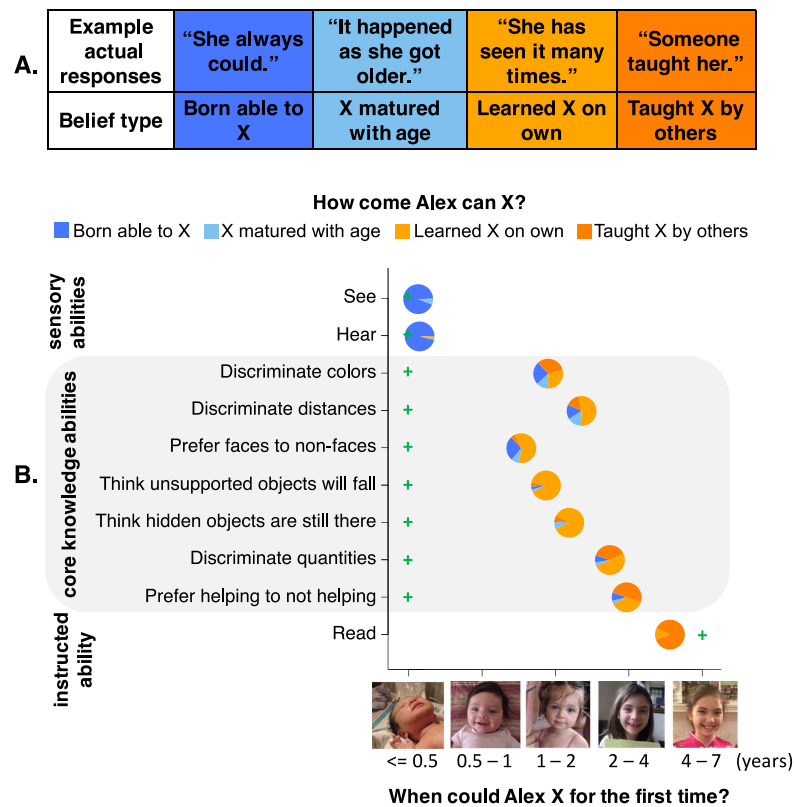 A.
Example actual responses
“She always could.”
“It happened as she got older.”
“She has seen it many times.”
“Someone taught her.”
Belief type
Born able to X
X matured with age
Learned X on own
Taught X by others
How come Alex can X?
Born able to X
X matured with age
Learned X on own
Taught X by others
B.
sensory abilities
See
Hear
core knowledge abilities
Discriminate colors
Discriminate distances
Prefer faces to non-faces
Think unsupported objects will fall
Think hidden objects are still there
Discriminate quantities
Prefer helping to not helping
instructed ability
Read
<= 0.5
0.5 – 1
1 – 2
2 – 4
4 – 7
(years)
When could Alex X for the first time?